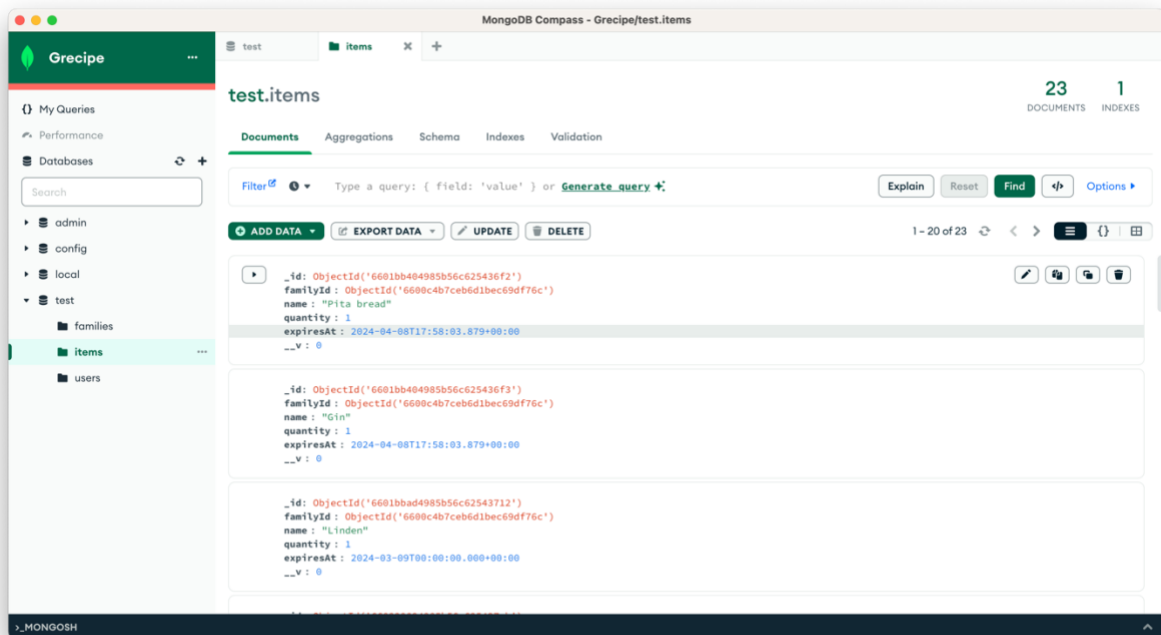 MongoDB Compass - Grecipe/test.items
Grecipe
test
items
My Queries
Performance
Databases
Search
admin
config
local
test
families
items
users
test.items
23
DOCUMENTS
1
INDEXES
Documents Aggregations Schema Indexes Validation
Filter Type a query: { field: 'value' } or Generate query Explain Reset Find </> Options
ADD DATA EXPORT DATA UPDATE DELETE 1 – 20 of 23 {}
_id: ObjectId('6601bb404985b56c625436f2')
familyId : ObjectId('6600c4b7ceb6d1bec69df76c')
name : "Pita bread"
quantity : 1
expiresAt : 2024-04-08T17:58:03.879+00:00
__v : 0
_id: ObjectId('6601bb404985b56c625436f3')
familyId : ObjectId('6600c4b7ceb6d1bec69df76c')
name : "Gin"
quantity : 1
expiresAt : 2024-04-08T17:58:03.879+00:00
__v : 0
_id: ObjectId('6601bbad4985b56c62543712')
familyId : ObjectId('6600c4b7ceb6d1bec69df76c')
name : "Linden"
quantity : 1
expiresAt : 2024-03-09T00:00:00.000+00:00
__v : 0
>_MONGOSH